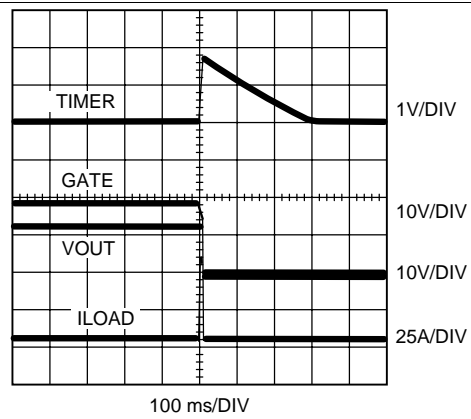 TIMER
1V/DIV
GATE
10V/DIV
VOUT
10V/DIV
ILOAD
25A/DIV
100 ms/DIV